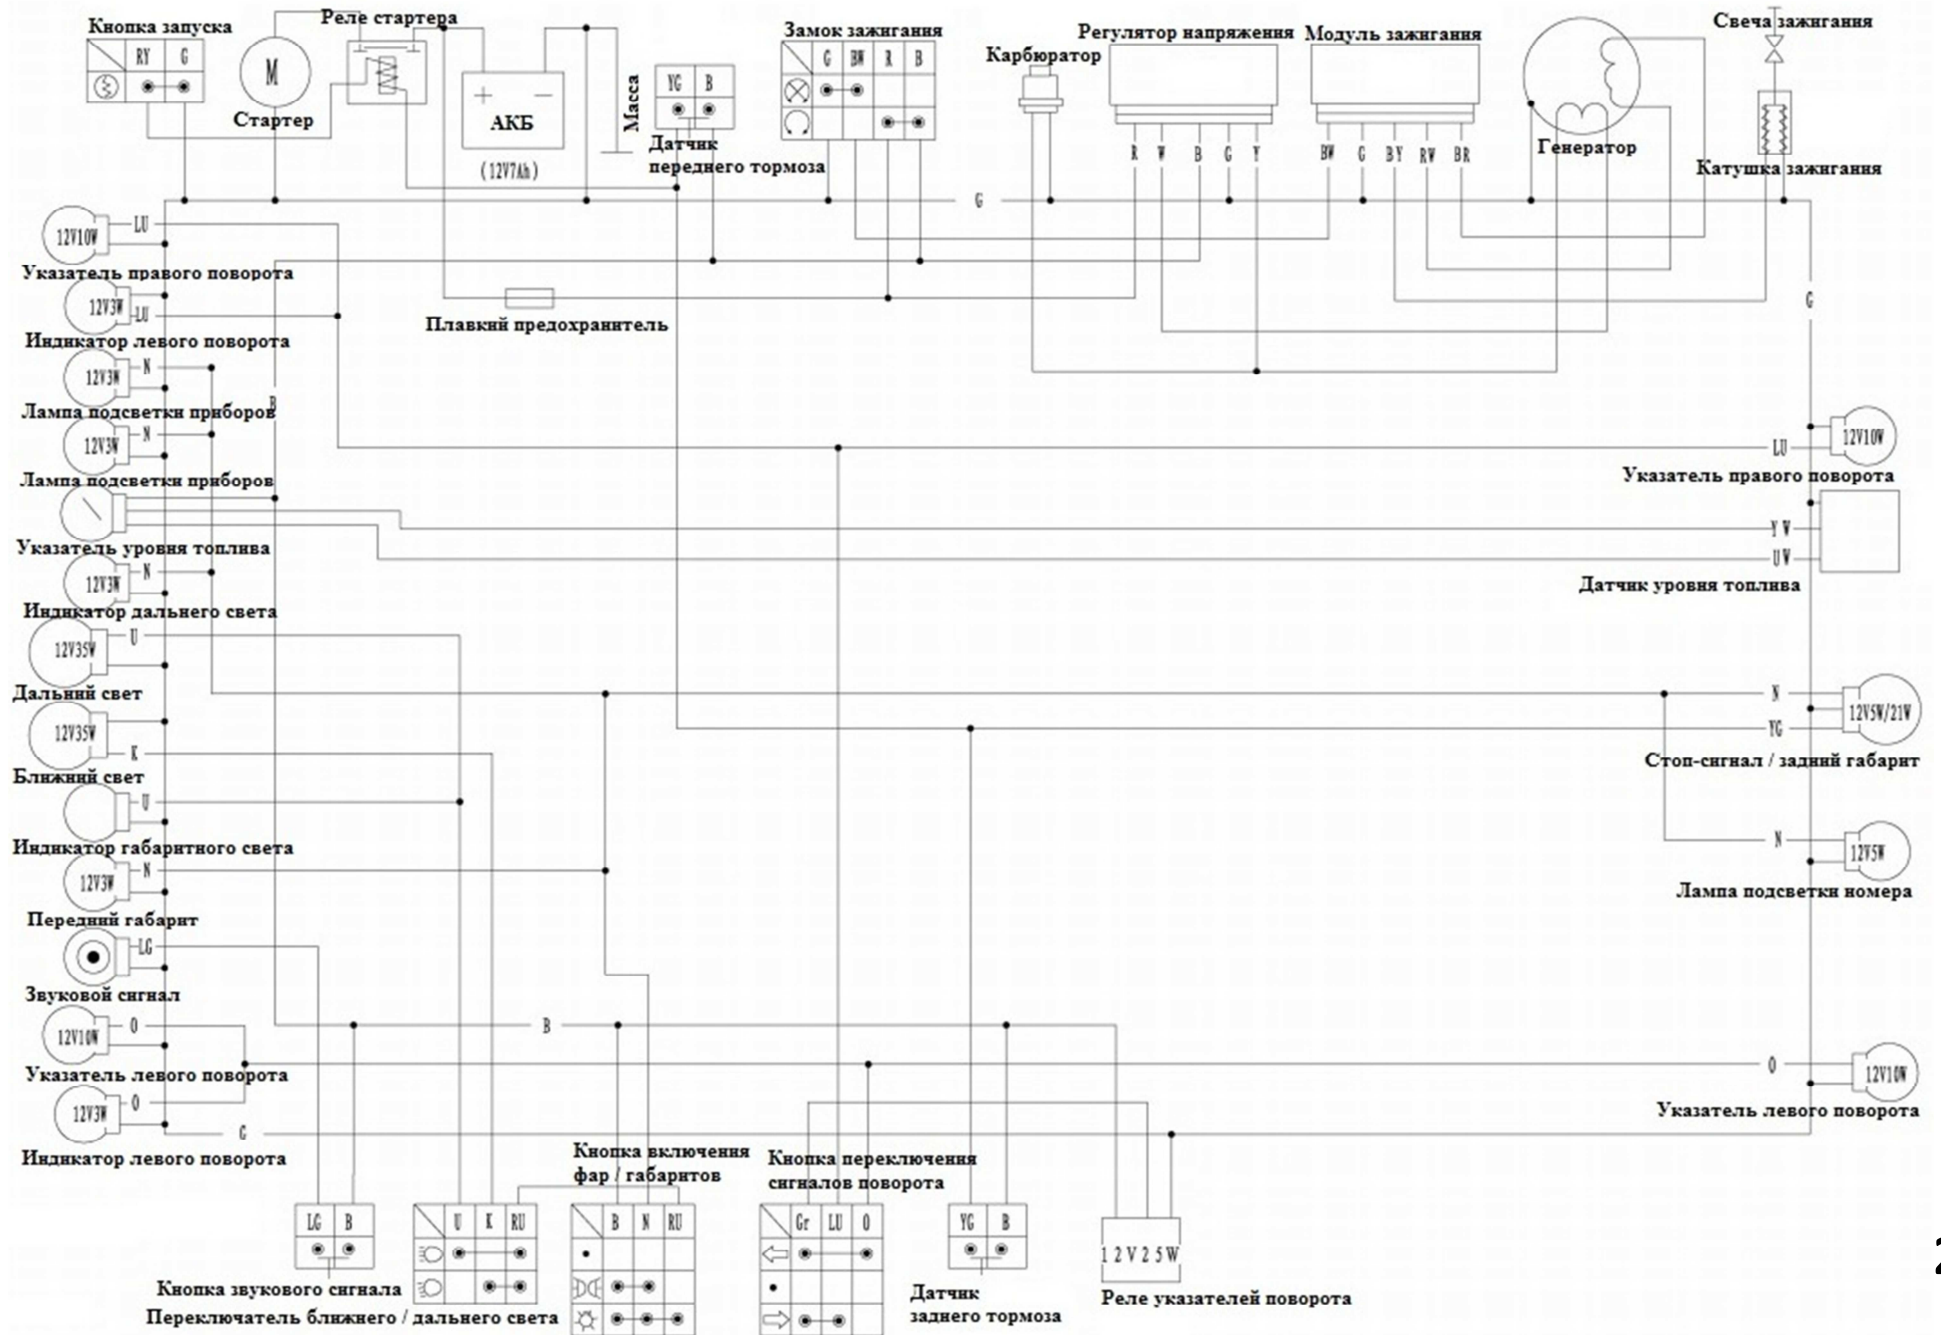 Кнопка запуска
RY G
M
Стартер
Реле стартера
+ −
АКБ
(12V7Ah)
Масса
YG B
Датчик
переднего тормоза
Замок зажигания
G BW R B
Карбюратор
Регулятор напряжения
R W B G Y
Модуль зажигания
BW G BY RW BR
Генератор
Свеча зажигания
Катушка зажигания
G
12V10W
LU
Указатель правого поворота
12V3W
LU
Индикатор левого поворота
Плавкий предохранитель
G
12V3W
N
Лампа подсветки приборов
B
12V3W
N
Лампа подсветки приборов
Указатель уровня топлива
12V3W
N
Индикатор дальнего света
12V35W
U
Дальний свет
12V35W
K
Ближний свет
U
Индикатор габаритного света
12V3W
N
Передний габарит
LG
Звуковой сигнал
12V10W
O
Указатель левого поворота
12V3W
O
Индикатор левого поворота
B
G
LU
12V10W
Указатель правого поворота
YW
UW
Датчик уровня топлива
N
YG
12V5W/21W
Стоп-сигнал / задний габарит
N
12V5W
Лампа подсветки номера
O
12V10W
Указатель левого поворота
LG B
Кнопка звукового сигнала
U K RU
Переключатель ближнего / дальнего света
Кнопка включения
фар / габаритов
B N RU
Кнопка переключения
сигналов поворота
Gr LU O
YG B
Датчик
заднего тормоза
12V25W
Реле указателей поворота